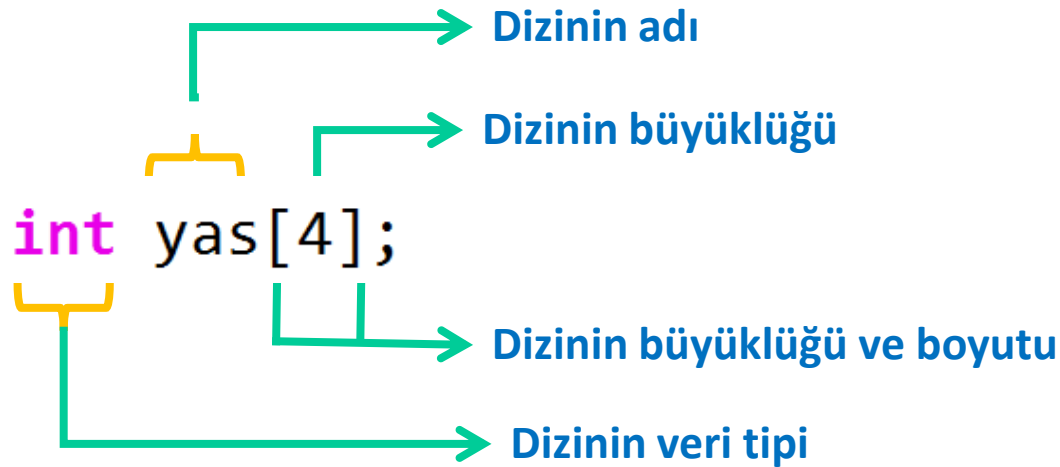 Dizinin adı
Dizinin büyüklüğü
int yas[4];
Dizinin büyüklüğü ve boyutu
Dizinin veri tipi